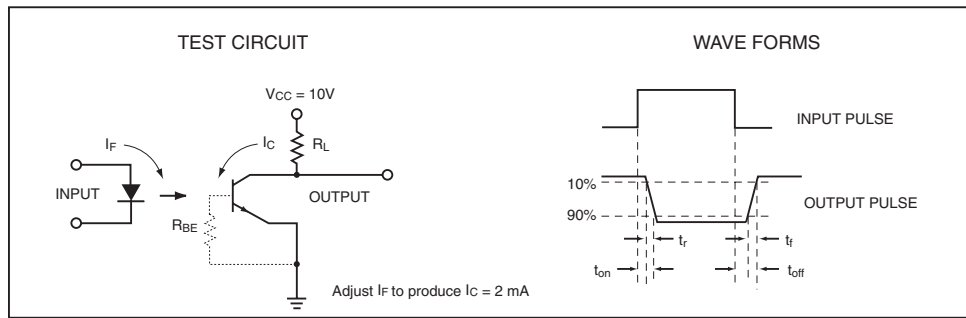 TEST CIRCUIT
WAVE FORMS
VCC = 10V
IF
IC
RL
INPUT
OUTPUT
RBE
Adjust IF to produce IC = 2 mA
INPUT PULSE
10%
OUTPUT PULSE
90%
tr
tf
ton
toff